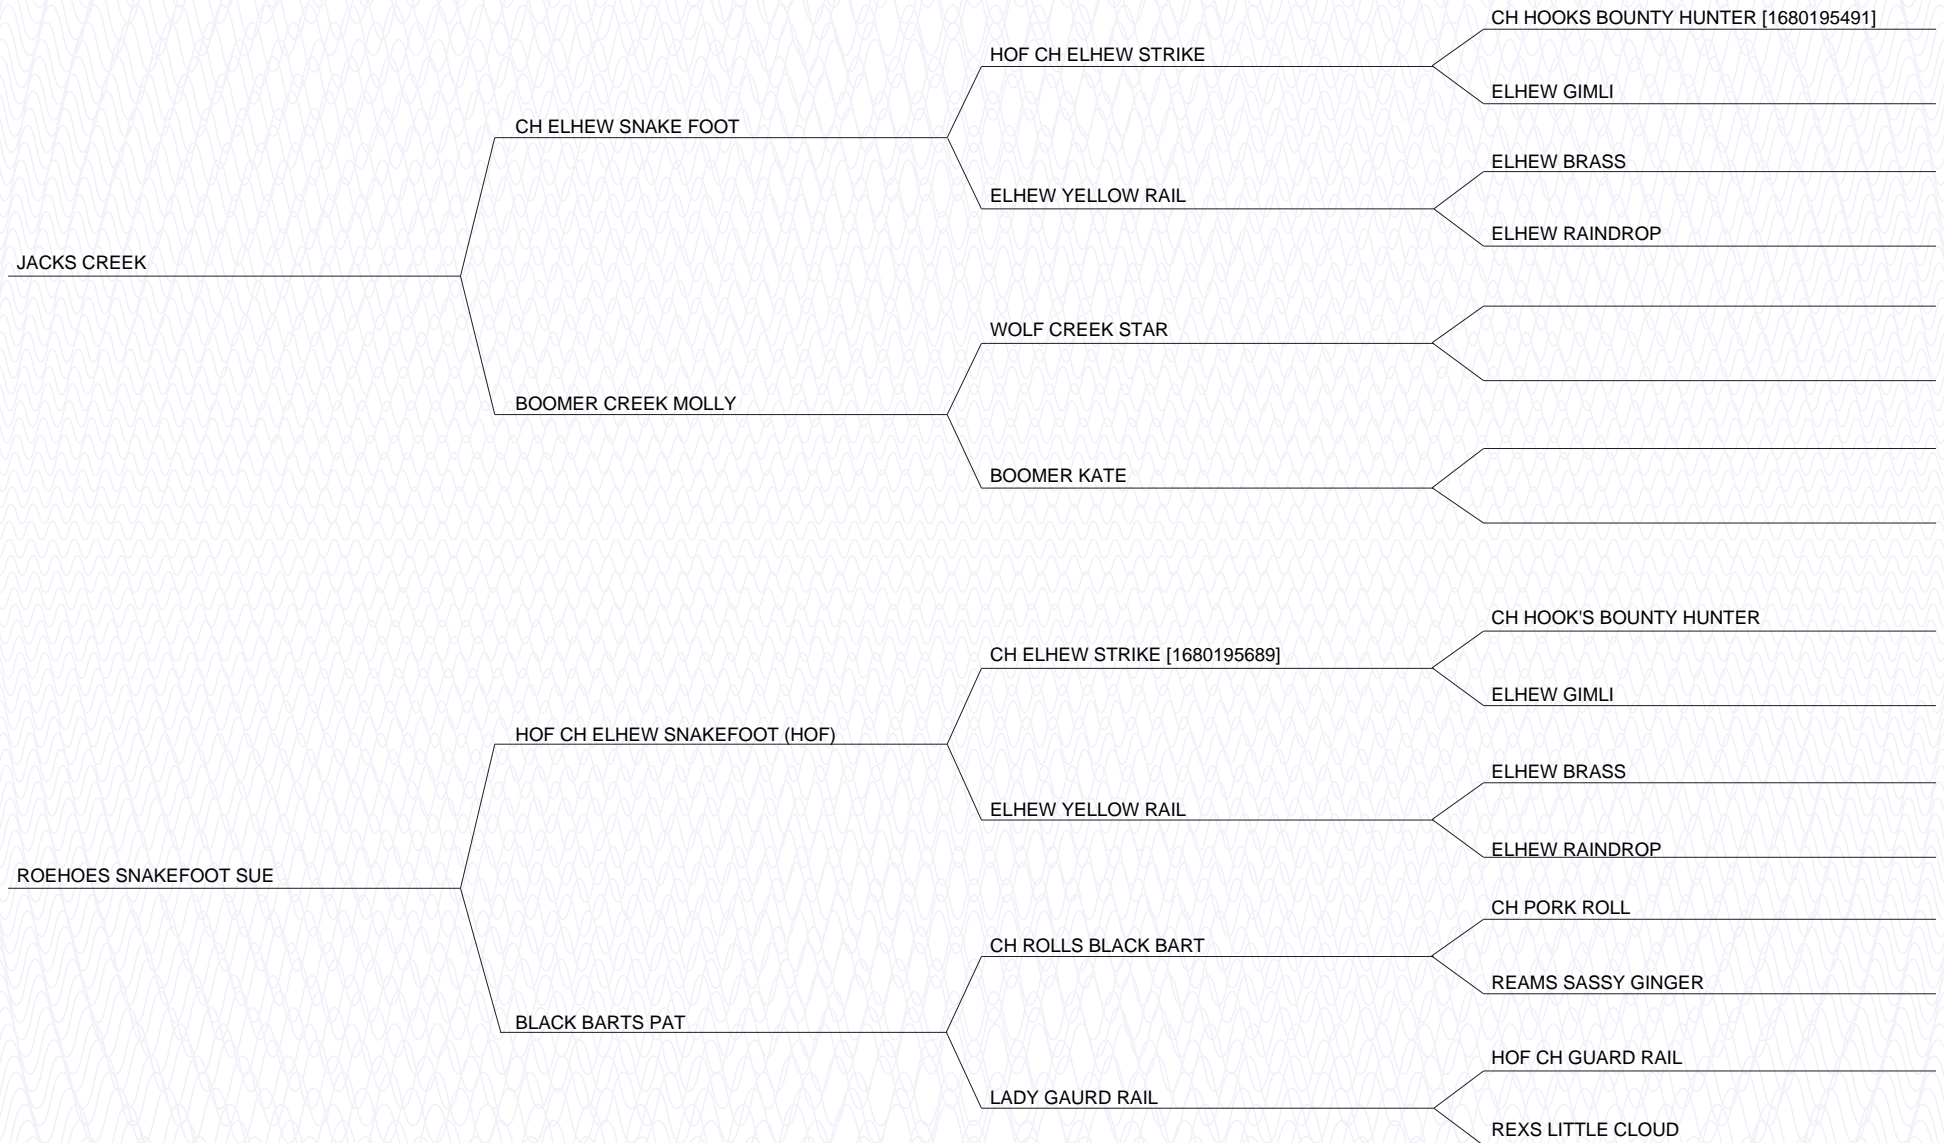 CH HOOKS BOUNTY HUNTER [1680195491]
HOF CH ELHEW STRIKE
ELHEW GIMLI
CH ELHEW SNAKE FOOT
ELHEW BRASS
ELHEW YELLOW RAIL
ELHEW RAINDROP
JACKS CREEK
WOLF CREEK STAR
BOOMER CREEK MOLLY
BOOMER KATE
CH HOOK'S BOUNTY HUNTER
CH ELHEW STRIKE [1680195689]
ELHEW GIMLI
HOF CH ELHEW SNAKEFOOT (HOF)
ELHEW BRASS
ELHEW YELLOW RAIL
ELHEW RAINDROP
ROEHOES SNAKEFOOT SUE
CH PORK ROLL
CH ROLLS BLACK BART
REAMS SASSY GINGER
BLACK BARTS PAT
HOF CH GUARD RAIL
LADY GAURD RAIL
REXS LITTLE CLOUD